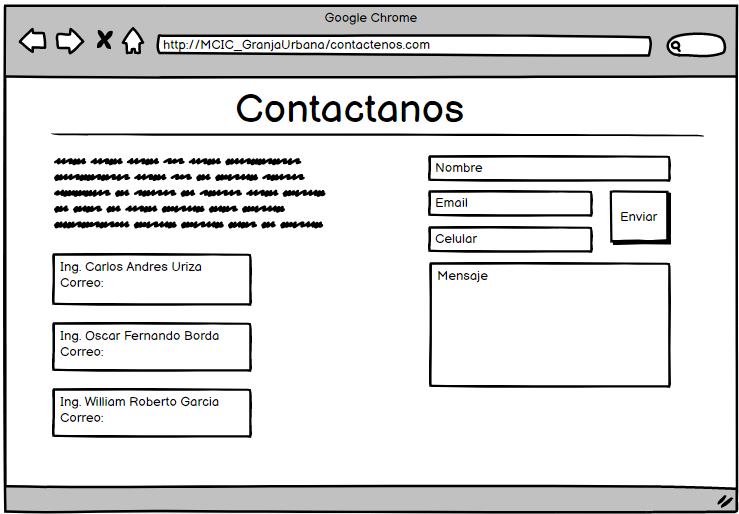 Google Chrome
http://MCIC_GranjaUrbana/contactenos.com
Contactanos
Nombre
Email
Enviar
Celular
Mensaje
Ing. Carlos Andres Uriza
Correo:
Ing. Oscar Fernando Borda
Correo:
Ing. William Roberto Garcia
Correo: